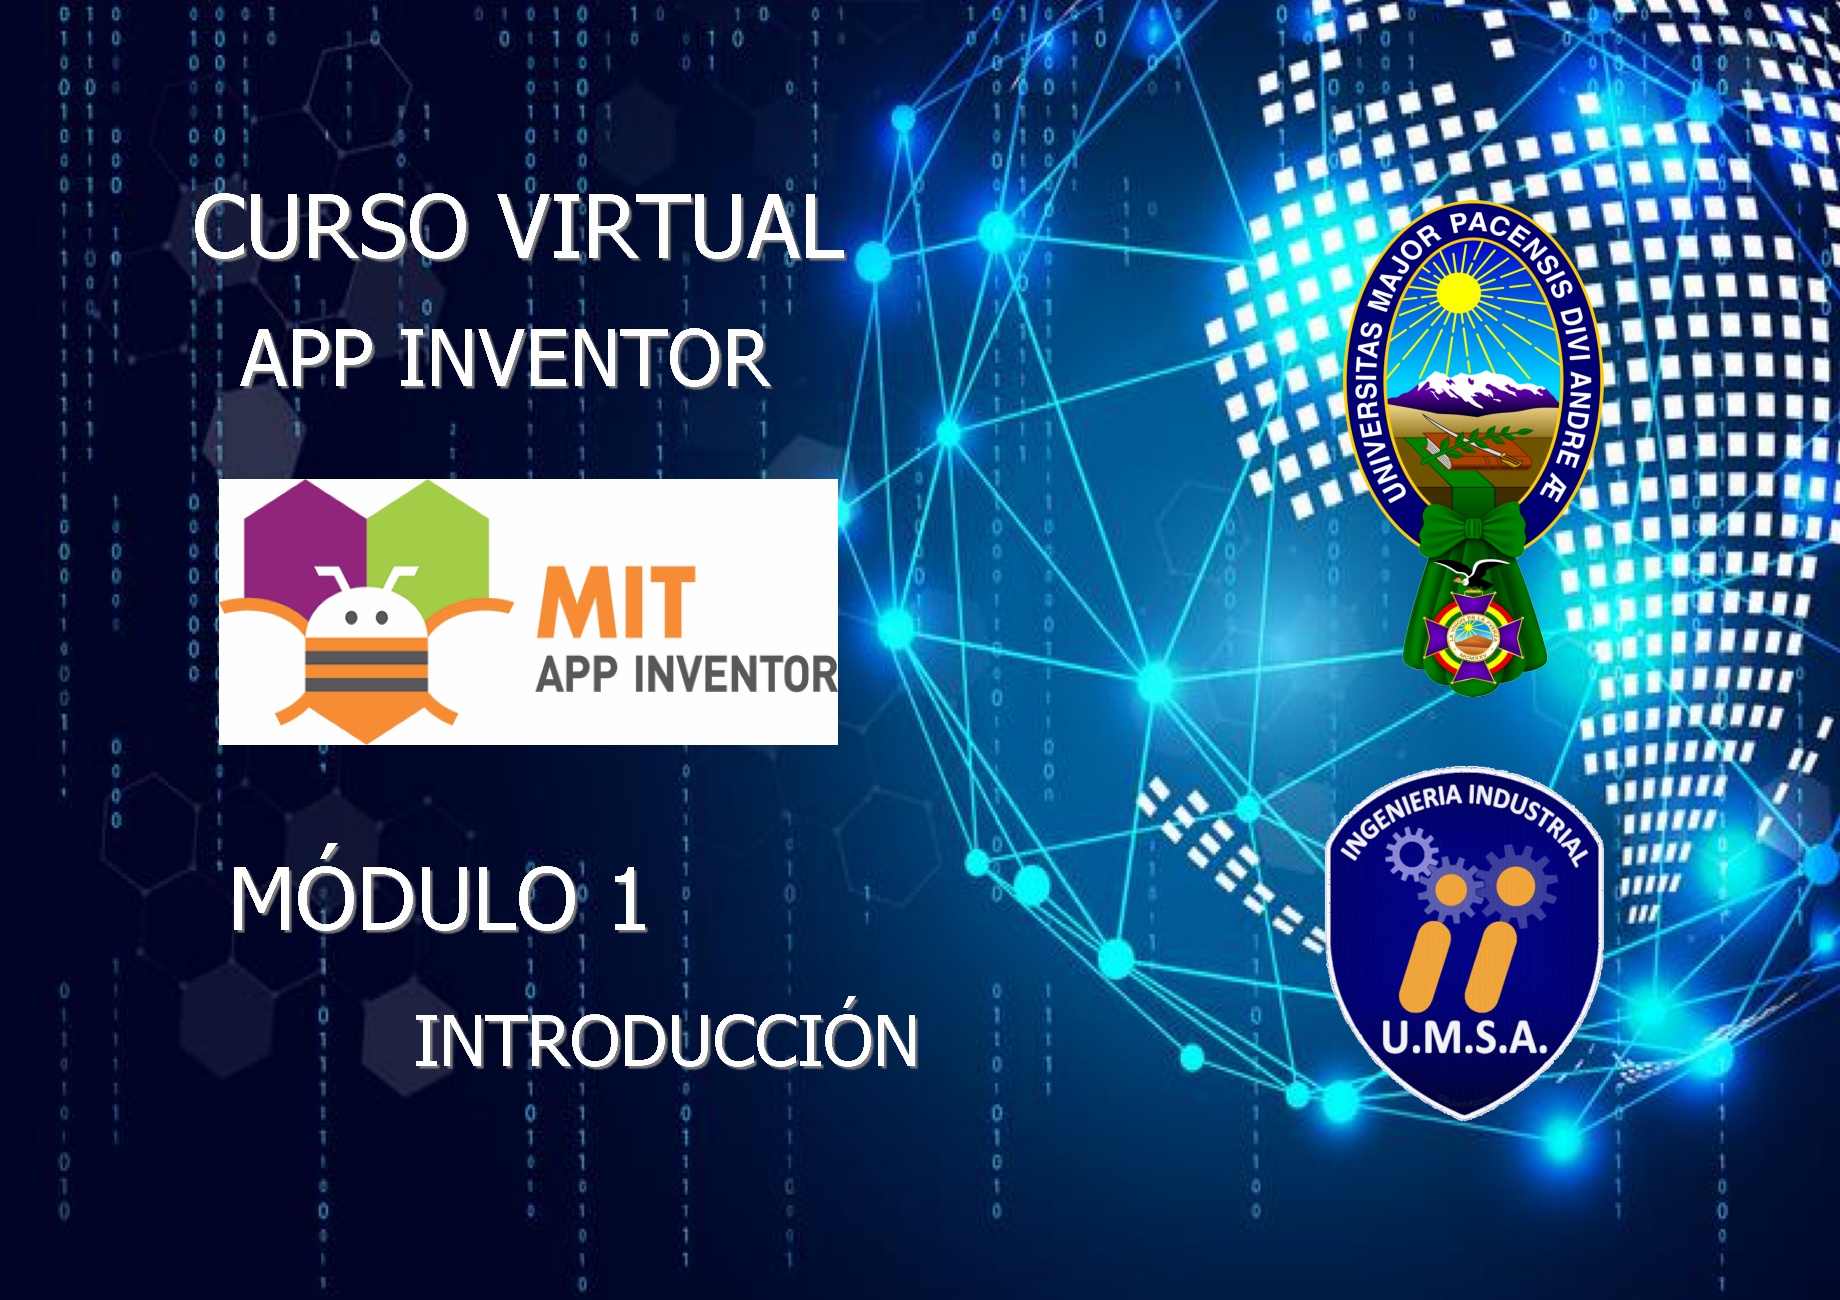 CURSO VIRTUAL
APP INVENTOR
MIT
APP INVENTOR
MÓDULO 1
INTRODUCCIÓN
UNIVERSITAS MAJOR PACENSIS DIVI ANDRE Æ
INGENIERIA INDUSTRIAL
U.M.S.A.